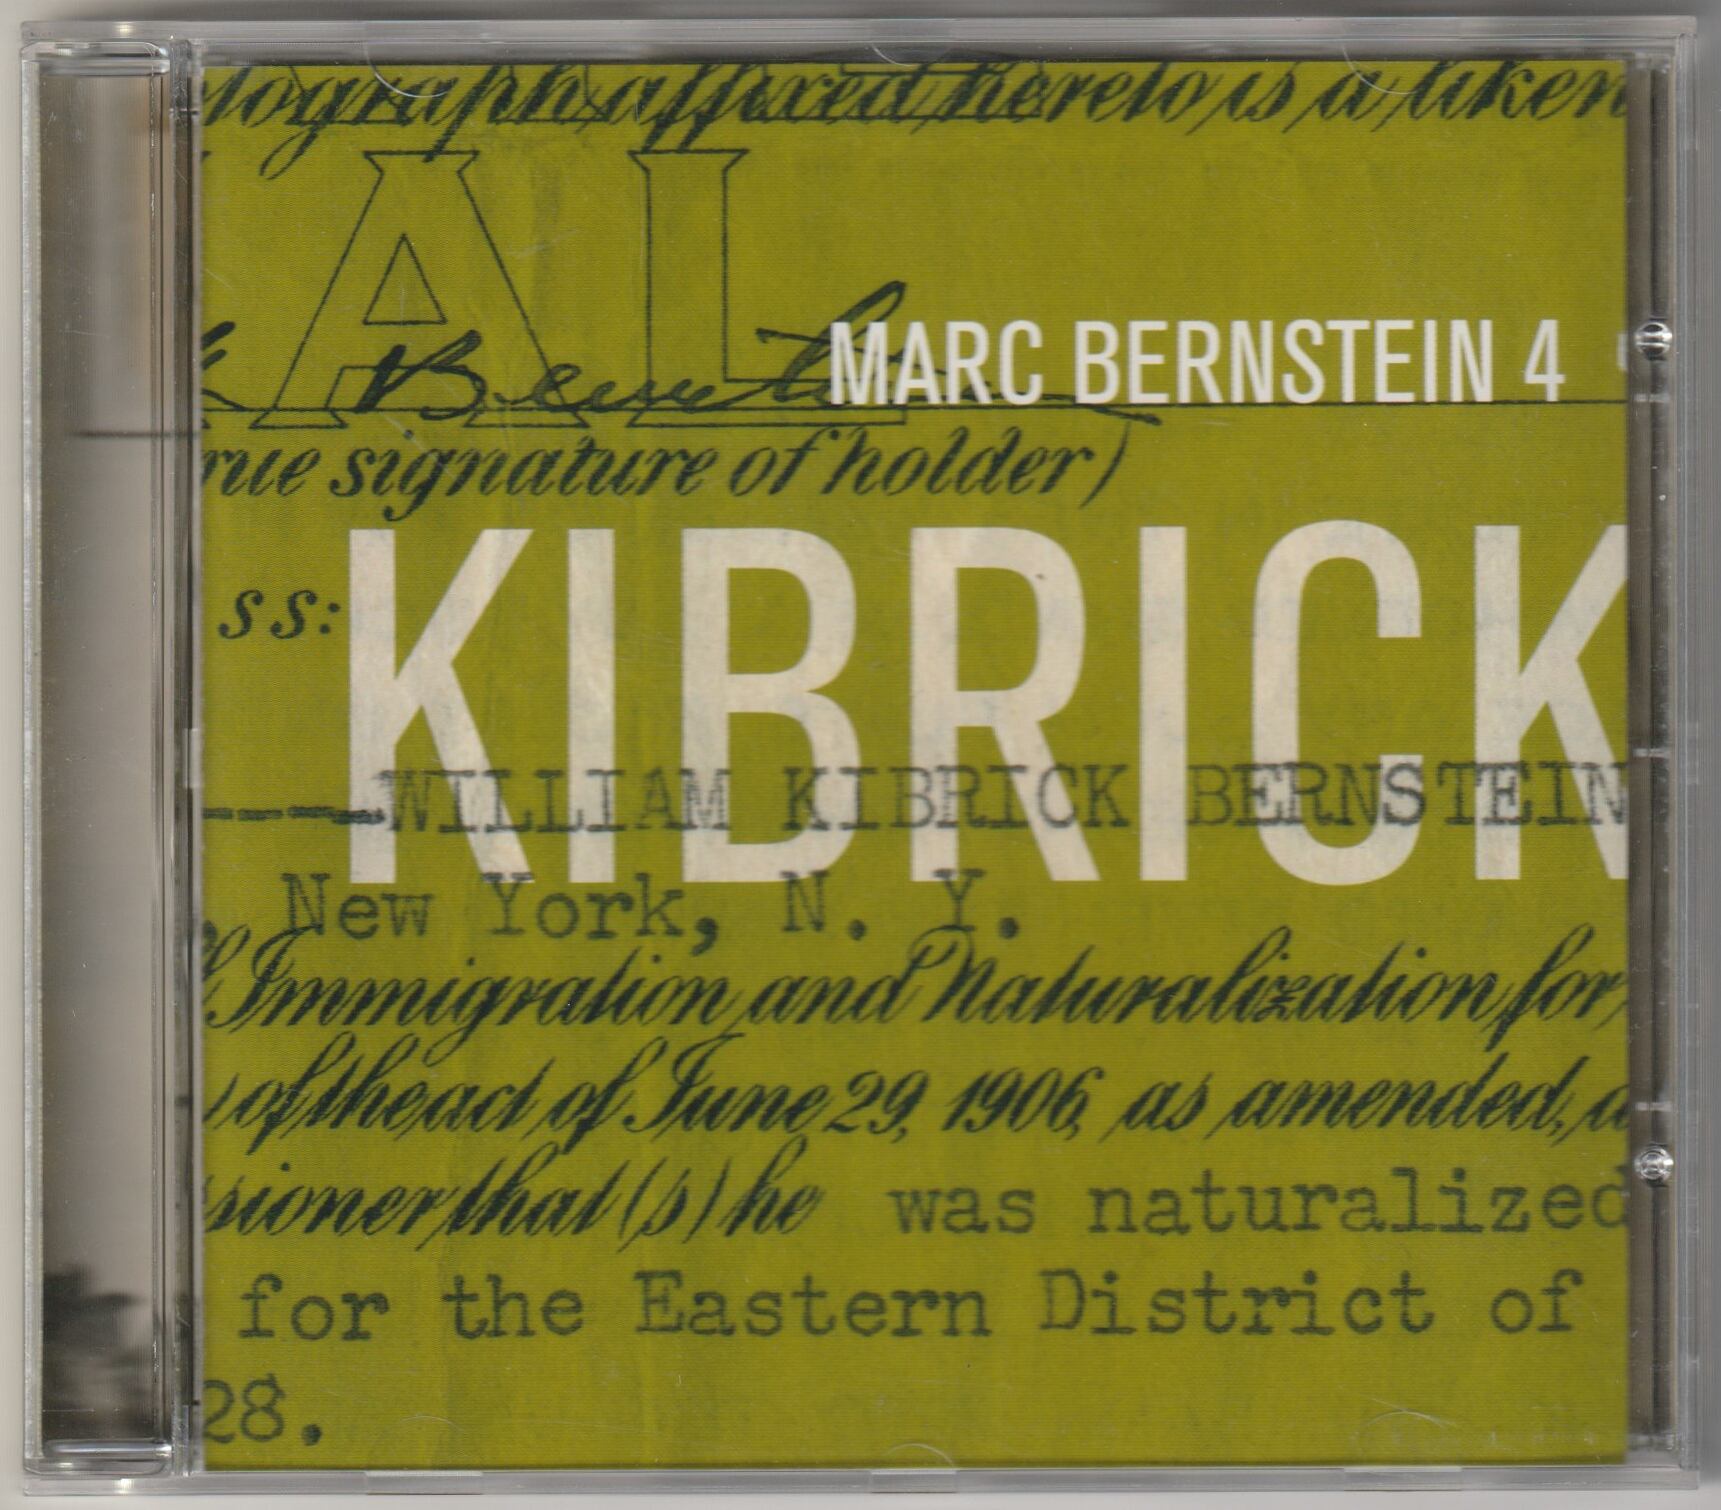 tograph affixed hereto is a liken
AL
MARC BERNSTEIN 4
rue signature of holder)
KIBRICK
ss:
WILLIAM KIBRICK BERNSTEIN
New York, N. Y.
Immigration and Naturalization for
of the act of June 29, 1906, as amended, a
sioner that (s)he was naturalized
for the Eastern District of
28.